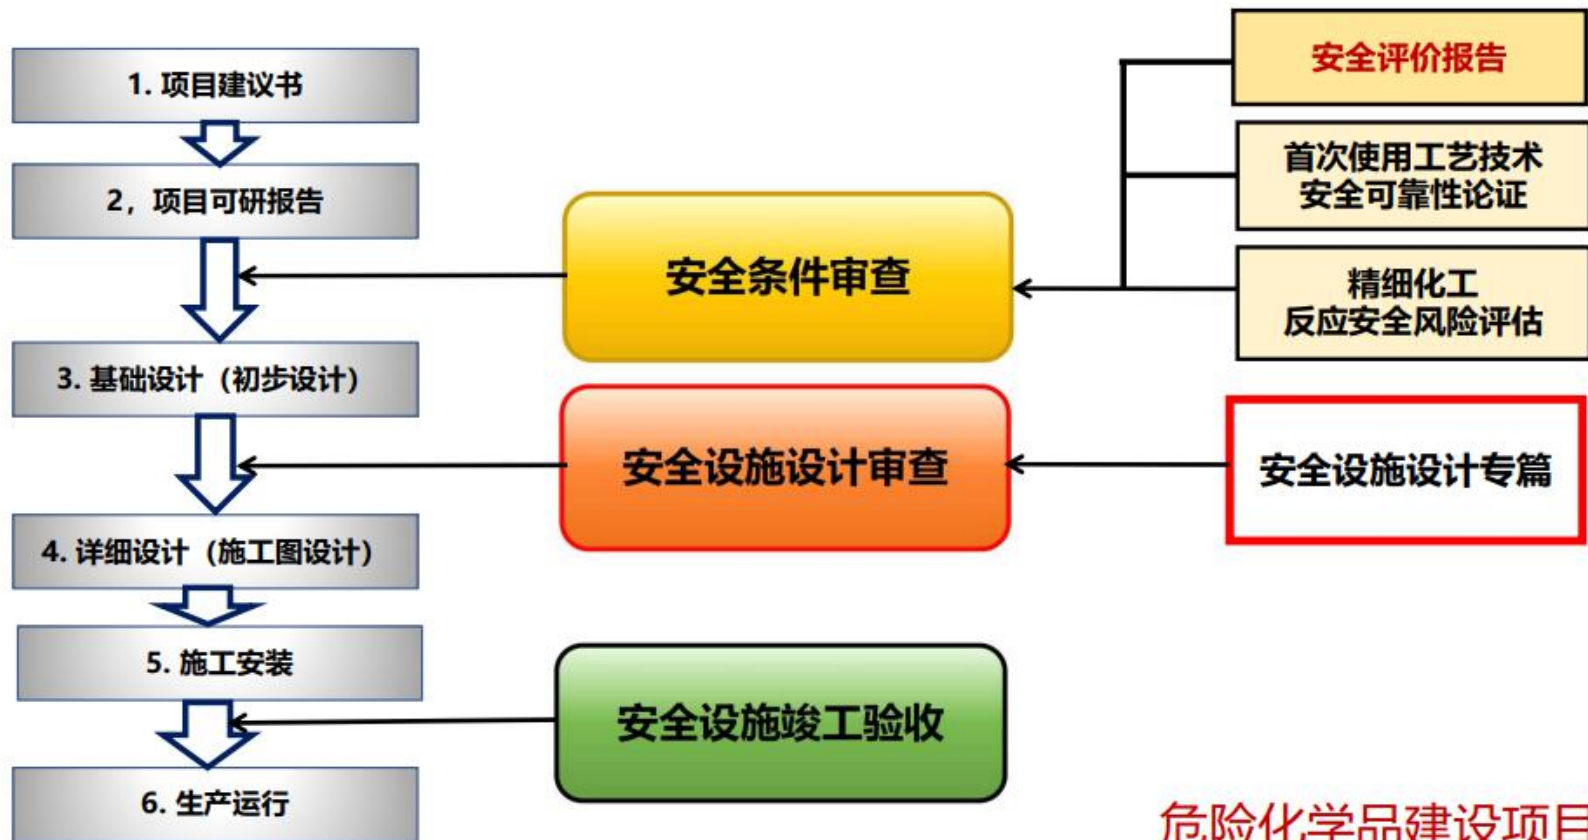 1. 项目建议书
2，项目可研报告
3. 基础设计（初步设计）
4. 详细设计（施工图设计）
5. 施工安装
6. 生产运行
安全条件审查
安全设施设计审查
安全设施竣工验收
安全评价报告
首次使用工艺技术
安全可靠性论证
精细化工
反应安全风险评估
安全设施设计专篇
危险化学品建设项目